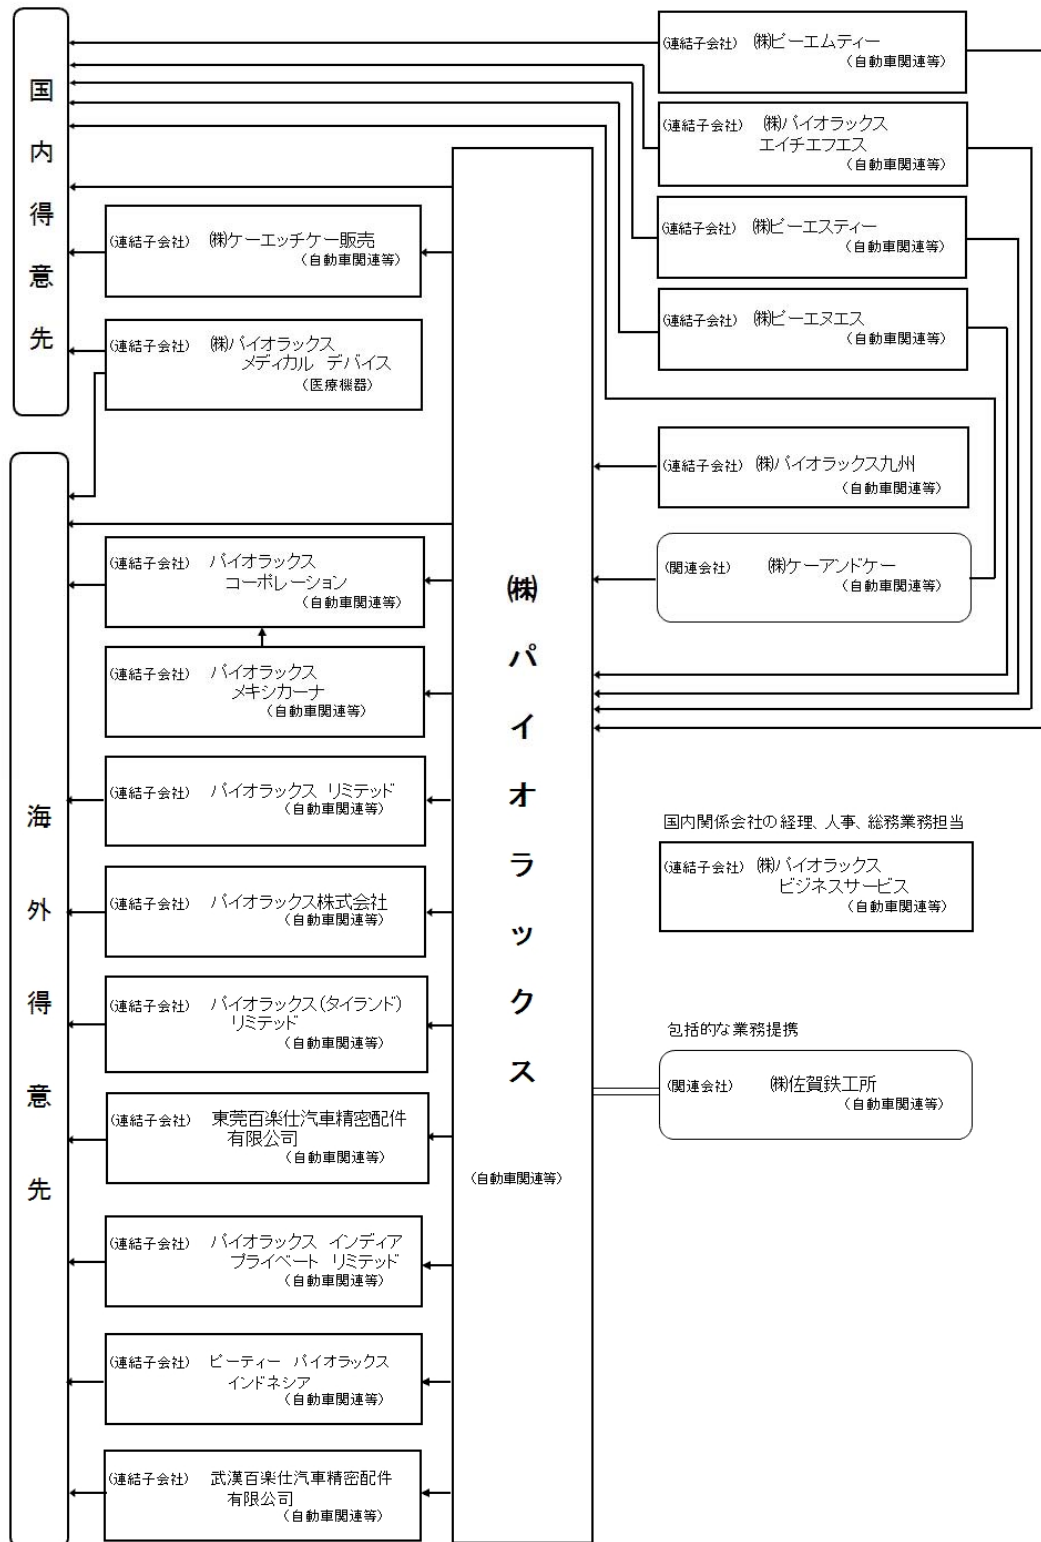 国内得意先
(連結子会社) ㈱ピーエムティー
(自動車関連等)
(連結子会社) ㈱パイオラックス
エイチエフエス
(自動車関連等)
(連結子会社) ㈱ピーエスティー
(自動車関連等)
(連結子会社) ㈱ピーエヌエス
(自動車関連等)
(連結子会社) ㈱ケーエッチケー販売
(自動車関連等)
(連結子会社) ㈱パイオラックス
メディカル デバイス
(医療機器)
(連結子会社) ㈱パイオラックス九州
(自動車関連等)
(関連会社) ㈱ケーアンドケー
(自動車関連等)
海外得意先
(連結子会社) パイオラックス
コーポレーション
(自動車関連等)
(連結子会社) パイオラックス
メキシカーナ
(自動車関連等)
(連結子会社) パイオラックス リミテッド
(自動車関連等)
(連結子会社) パイオラックス株式会社
(自動車関連等)
(連結子会社) パイオラックス(タイランド)
リミテッド
(自動車関連等)
(連結子会社) 東莞百楽仕汽車精密配件
有限公司
(自動車関連等)
(連結子会社) パイオラックス インディア
プライベート リミテッド
(自動車関連等)
(連結子会社) ピーティー パイオラックス
インドネシア
(自動車関連等)
(連結子会社) 武漢百楽仕汽車精密配件
有限公司
(自動車関連等)
㈱パイオラックス
(自動車関連等)
国内関係会社の経理、人事、総務業務担当
(連結子会社) ㈱パイオラックス
ビジネスサービス
(自動車関連等)
包括的な業務提携
(関連会社) ㈱佐賀鉄工所
(自動車関連等)